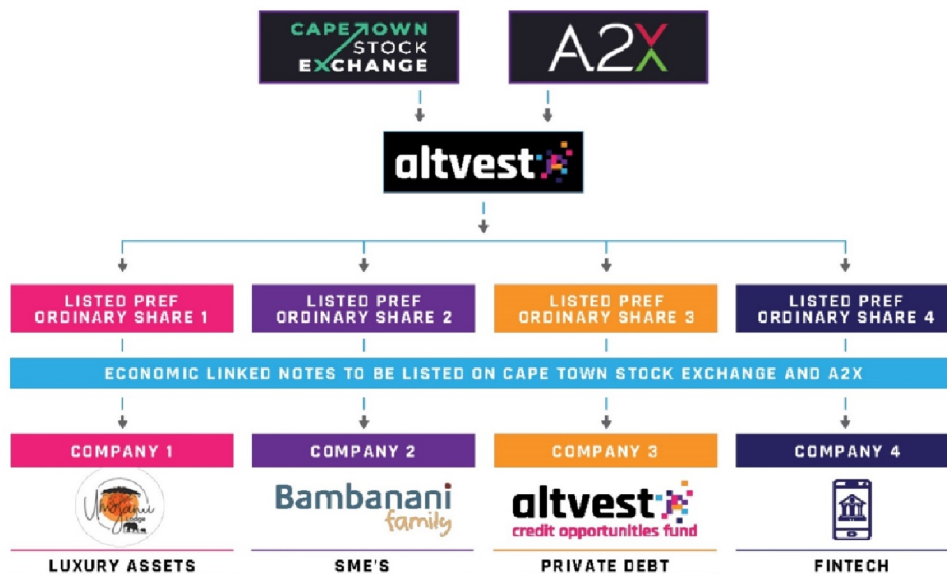 CAPE TOWN
STOCK
EXCHANGE
A2X
altvest
LISTED PREF
ORDINARY SHARE 1
LISTED PREF
ORDINARY SHARE 2
LISTED PREF
ORDINARY SHARE 3
LISTED PREF
ORDINARY SHARE 4
ECONOMIC LINKED NOTES TO BE LISTED ON CAPE TOWN STOCK EXCHANGE AND A2X
COMPANY 1
COMPANY 2
COMPANY 3
COMPANY 4
Umganu
Lodge
Bambanani
family
altvest
credit opportunities fund
LUXURY ASSETS
SME'S
PRIVATE DEBT
FINTECH